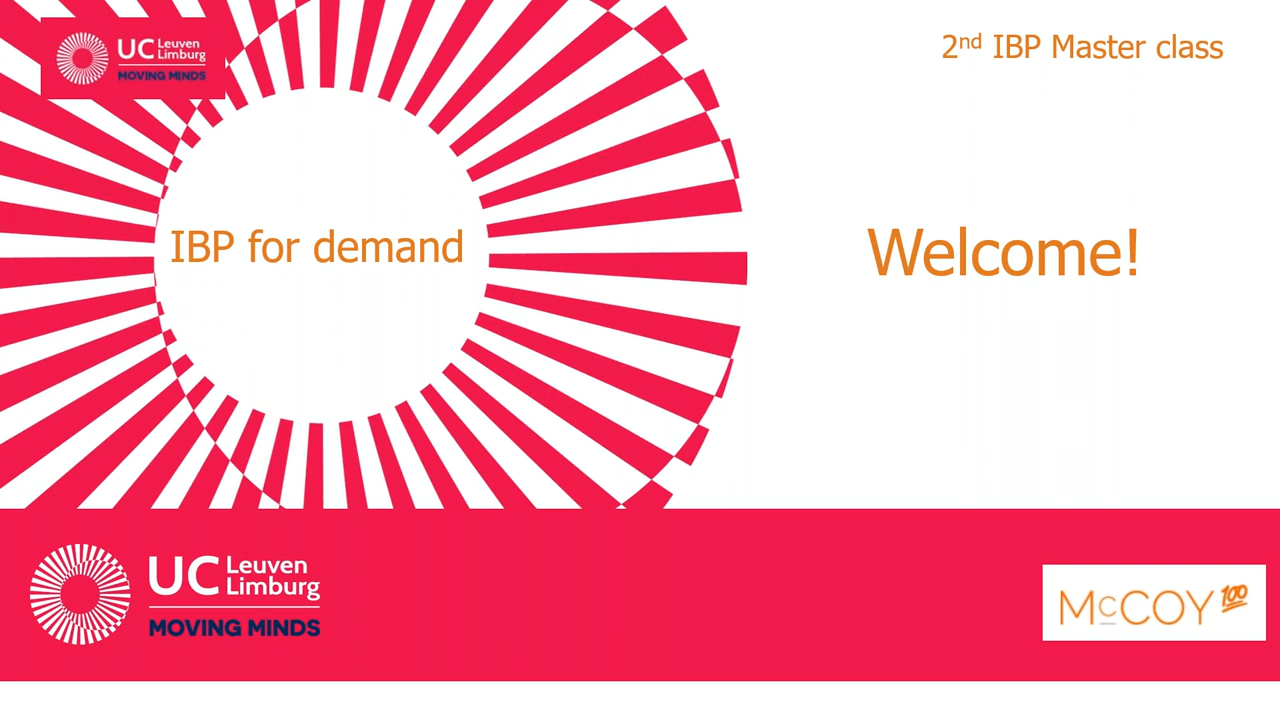 UC Leuven
Limburg
MOVING MINDS
2nd IBP Master class
IBP for demand
Welcome!
UC Leuven
Limburg
MOVING MINDS
McCOY 100